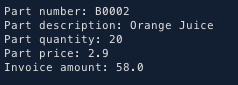 Part number: B0002
Part description: Orange Juice
Part quantity: 20
Part price: 2.9
Invoice amount: 58.0